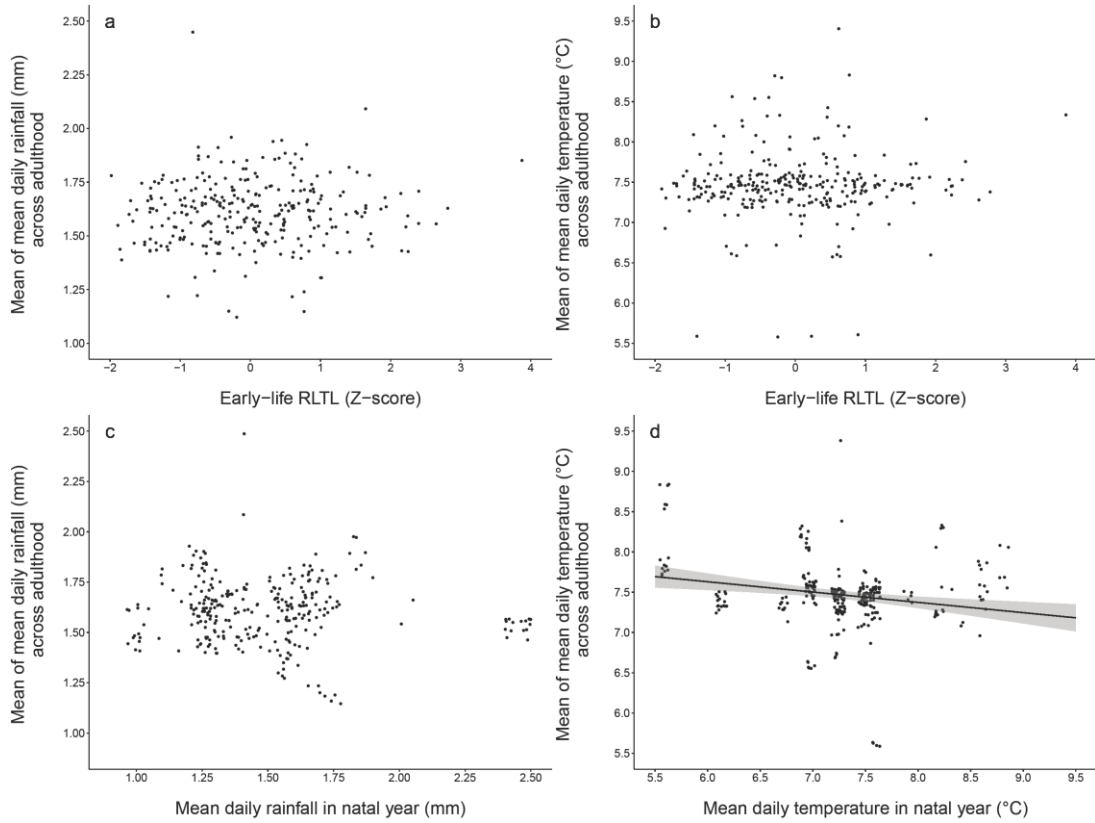 a
2.50
2.25
2.00
1.75
1.50
1.25
1.00
Mean of mean daily rainfall (mm)
across adulthood
−2 −1 0 1 2 3 4
Early−life RLTL (Z−score)
b
9.5
9.0
8.5
8.0
7.5
7.0
6.5
6.0
5.5
Mean of mean daily temperature (°C)
across adulthood
−2 −1 0 1 2 3 4
Early−life RLTL (Z−score)
c
2.50
2.25
2.00
1.75
1.50
1.25
1.00
Mean of mean daily rainfall (mm)
across adulthood
1.00 1.25 1.50 1.75 2.00 2.25 2.50
Mean daily rainfall in natal year (mm)
d
9.5
9.0
8.5
8.0
7.5
7.0
6.5
6.0
5.5
Mean of mean daily temperature (°C)
across adulthood
5.5 6.0 6.5 7.0 7.5 8.0 8.5 9.0 9.5
Mean daily temperature in natal year (°C)